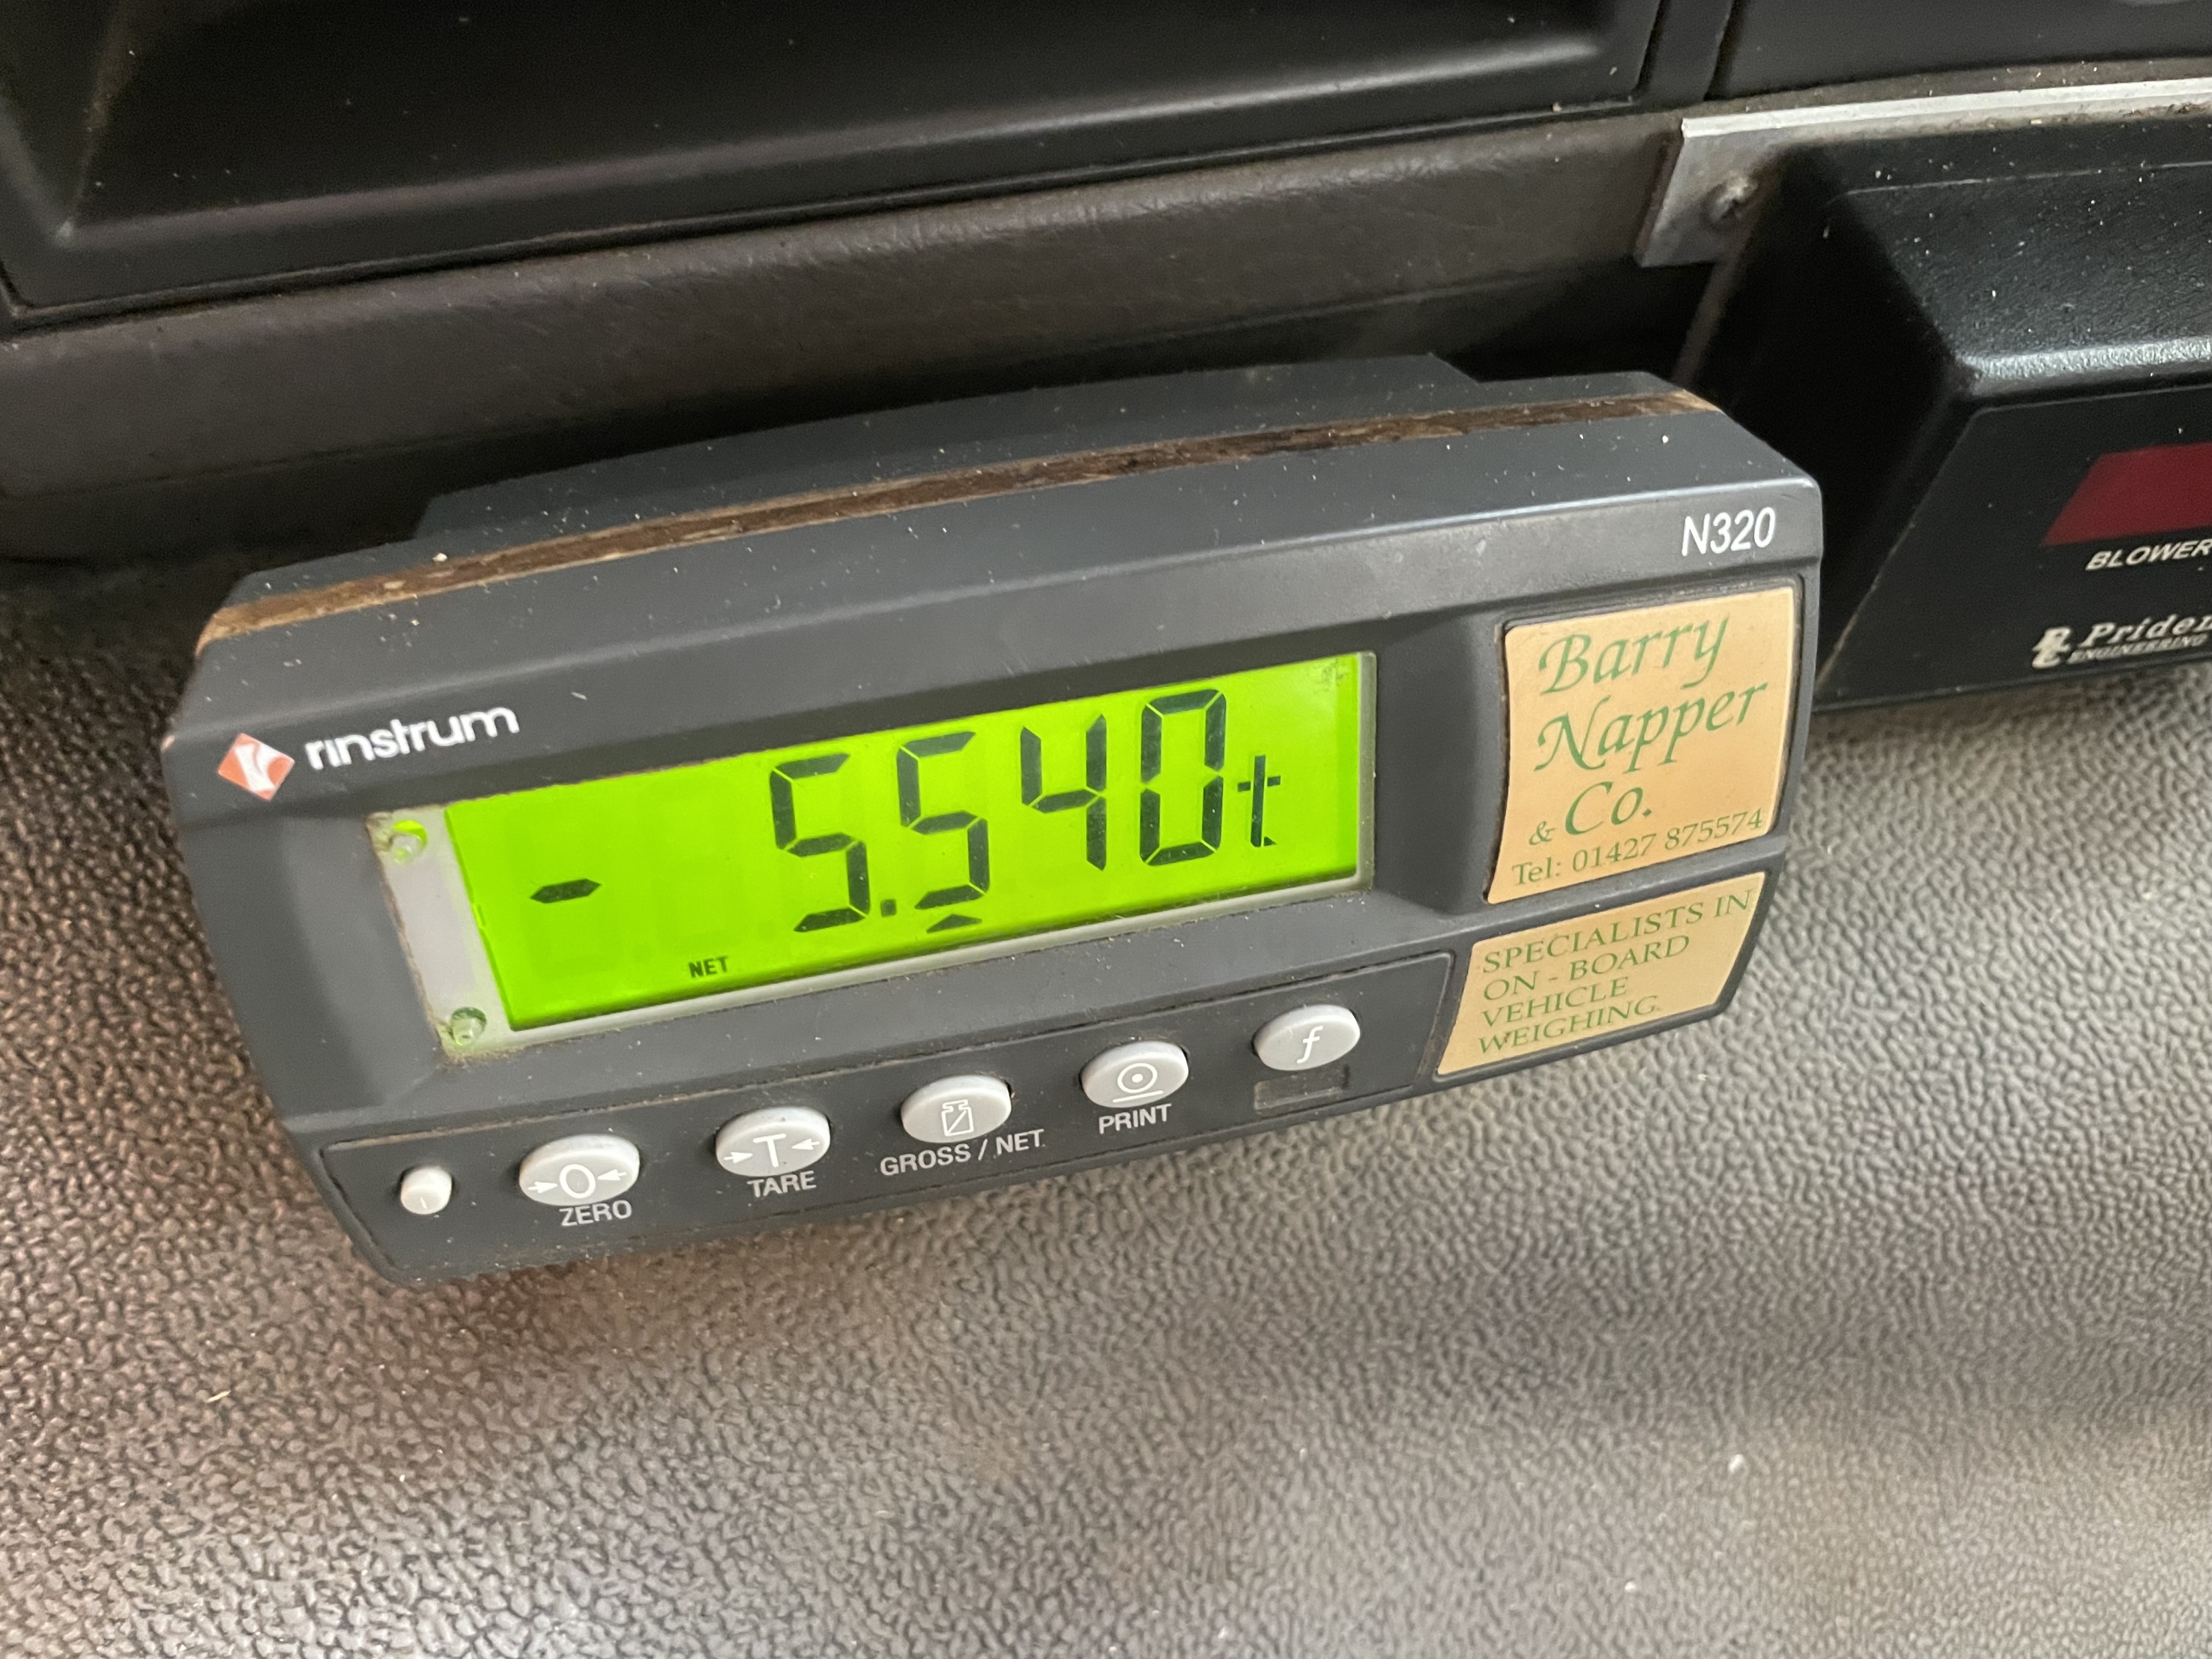 N320
rinstrum
- 5.540t
NET
Barry
Napper
& Co.
Tel: 01427 875574
SPECIALISTS IN
ON - BOARD
VEHICLE
WEIGHING.
ZERO
TARE
GROSS / NET
PRINT
f
BLOWER
ENGINEERING